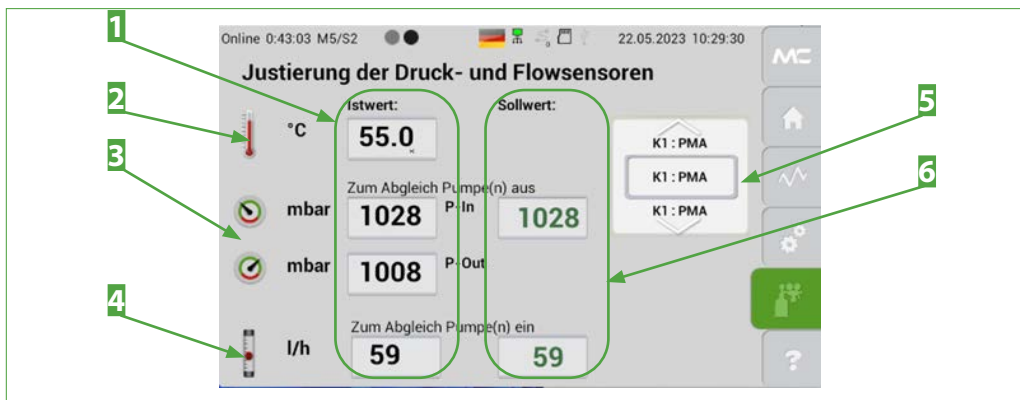 1
Online 0:43:03 M5/S2 22.05.2023 10:29:30
MC
Justierung der Druck- und Flowsensoren
2
Istwert: Sollwert:
5
°C 55.0
K1 : PMA
3
Zum Abgleich Pumpe(n) aus
K1 : PMA
6
mbar 1028 P-In 1028
K1 : PMA
mbar 1008 P-Out
4
Zum Abgleich Pumpe(n) ein
l/h 59 59
?